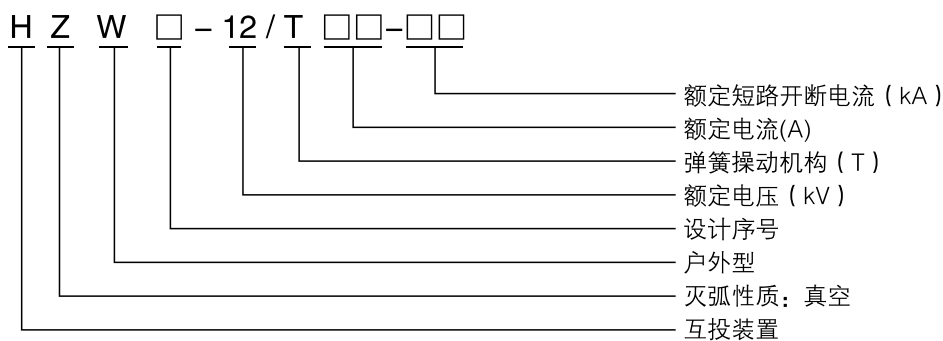 H Z W □ - 12 / T □□-□□
额定短路开断电流（kA）
额定电流(A)
弹簧操动机构（T）
额定电压（kV）
设计序号
户外型
灭弧性质：真空
互投装置